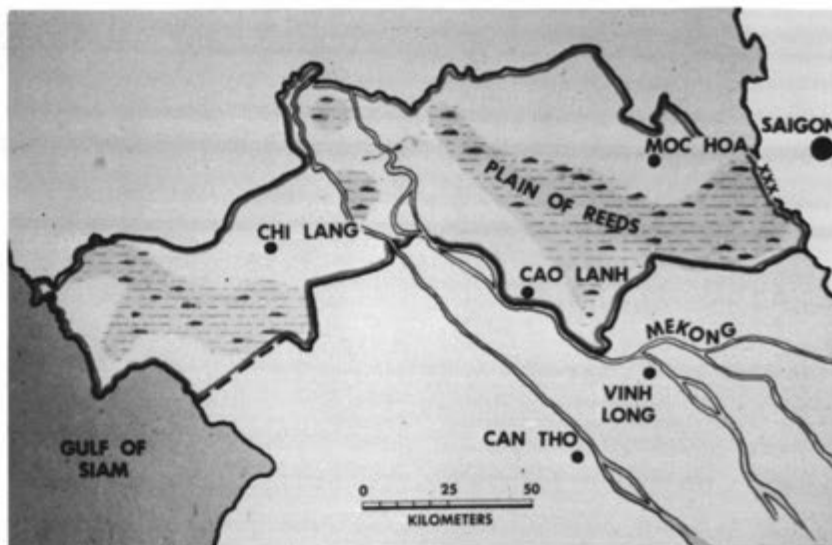 SAIGON
MOC HOA
XXX
PLAIN OF REEDS
CHI LANG
CAO LANH
MEKONG
VINH
LONG
GULF OF
SIAM
CAN THO
0 25 50
KILOMETERS